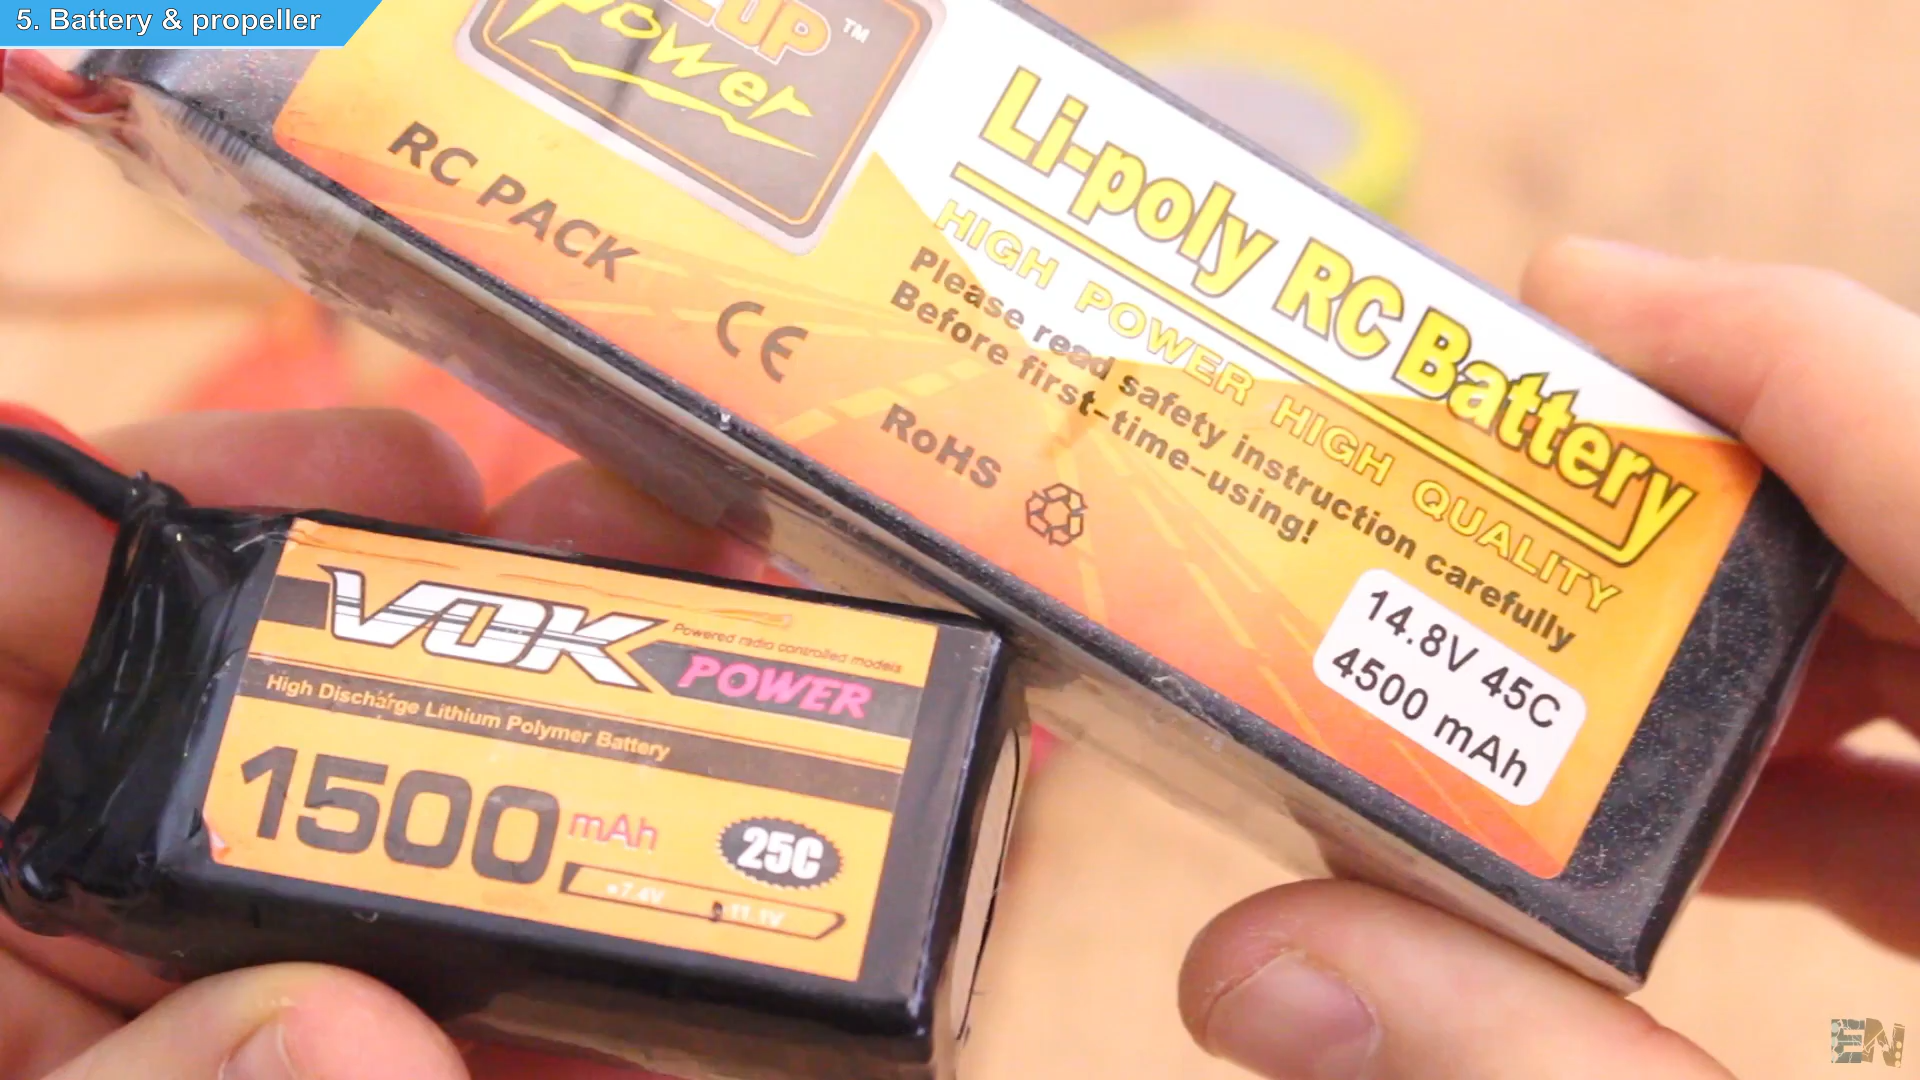 5. Battery & propeller
power
TM
RC PACK
CE
RoHS
Li-poly RC Battery
HIGH POWER HIGH QUALITY
Please read safety instruction carefully
Before first-time-using!
14.8V 45C
4500 mAh
VOK
Powered radio controlled models
POWER
High Discharge Lithium Polymer Battery
1500 mAh
25C
7.4V
11.1V
EN